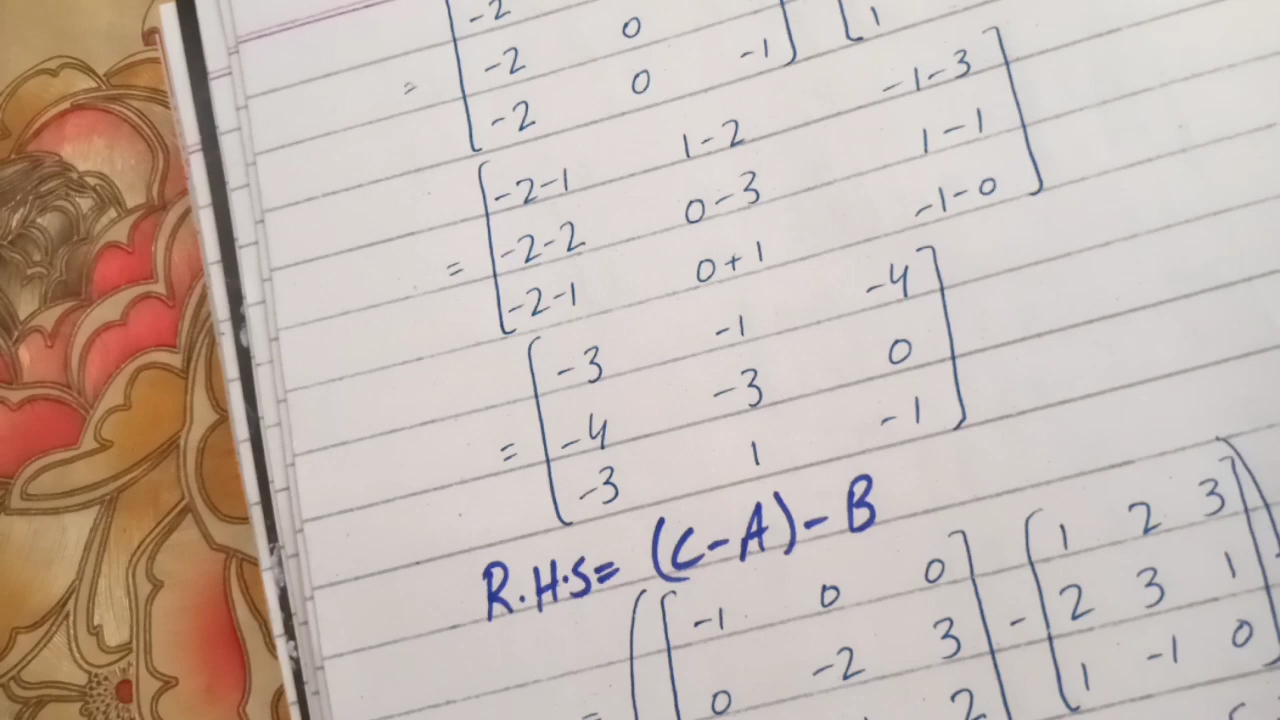 -2
= -2 0 1
-2 0 -1
-2-1 1-2 -1-3
= -2-2 0-3 1-1
-2-1 0+1 -1-0
-3 -1 -4
= -4 -3 0
-3 1 -1
R.H.S= (C-A)-B
-1 0 0 1 2 3
= 0 -2 3 - 2 3 1
2 1 -1 0